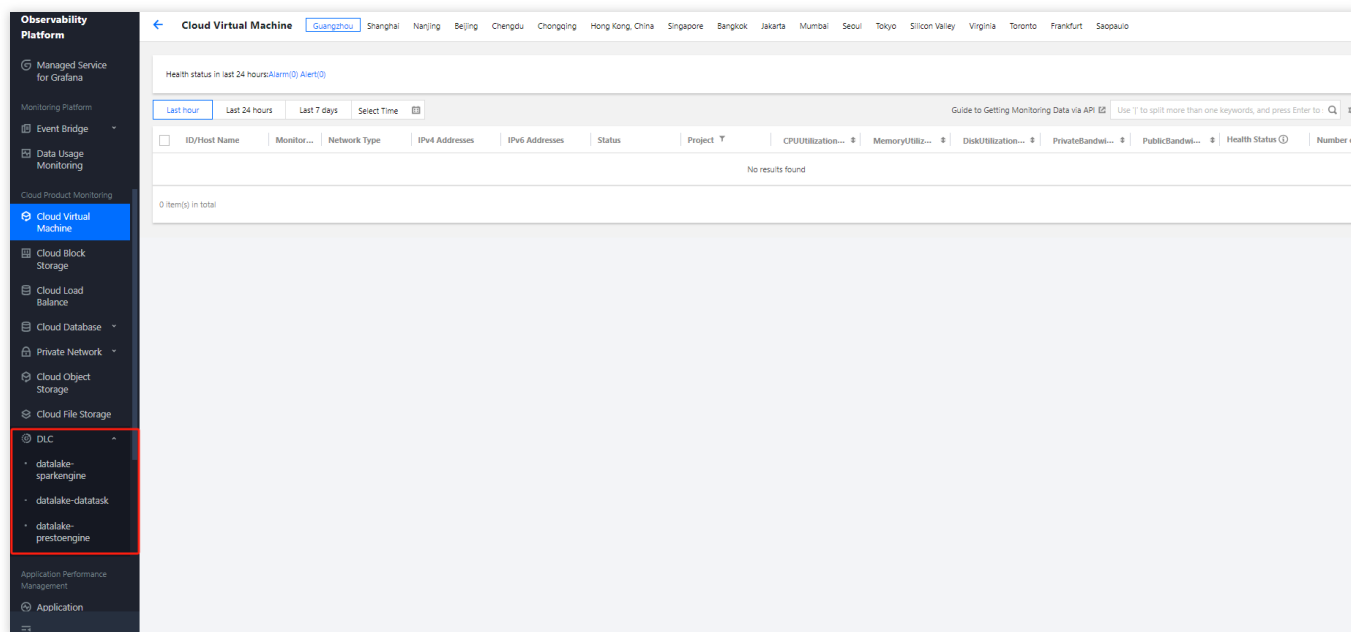 Observability
Platform
Managed Service
for Grafana
Monitoring Platform
Event Bridge
Data Usage
Monitoring
Cloud Product Monitoring
Cloud Virtual
Machine
Cloud Block
Storage
Cloud Load
Balance
Cloud Database
Private Network
Cloud Object
Storage
Cloud File Storage
DLC
datalake-
sparkengine
datalake-datatask
datalake-
prestoengine
Application Performance
Management
Application
Cloud Virtual Machine Guangzhou Shanghai Nanjing Beijing Chengdu Chongqing Hong Kong, China Singapore Bangkok Jakarta Mumbai Seoul Tokyo Silicon Valley Virginia Toronto Frankfurt Saopaulo
Health status in last 24 hours:Alarm(0) Alert(0)
Last hour Last 24 hours Last 7 days Select Time Guide to Getting Monitoring Data via API Use '|' to split more than one keywords, and press Enter to
ID/Host Name Monitor... Network Type IPv4 Addresses IPv6 Addresses Status Project CPUUtilization... MemoryUtiliz... DiskUtilization... PrivateBandwi... PublicBandwi... Health Status Number
No results found
0 item(s) in total